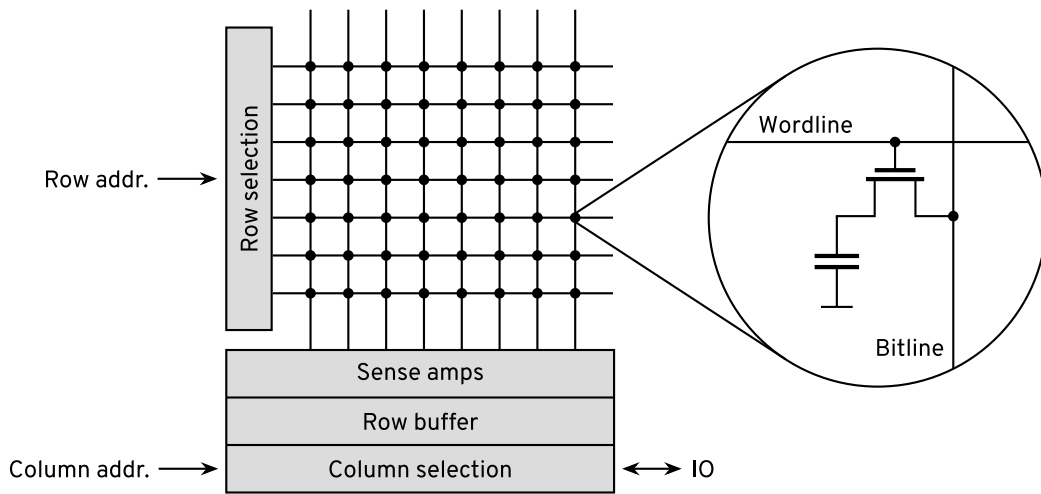 Row addr.
Row selection
Wordline
Bitline
Sense amps
Row buffer
Column addr.
Column selection
IO